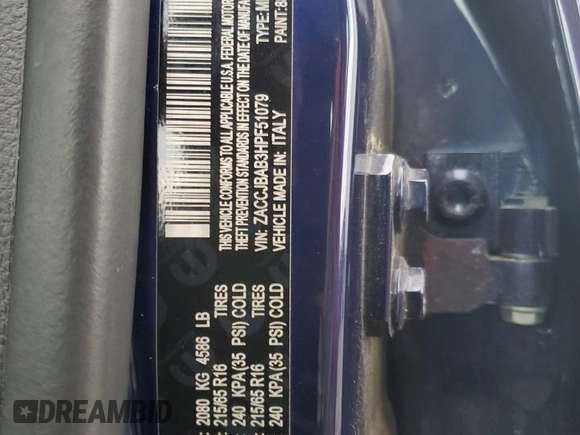 THIS VEHICLE CONFORMS TO ALL APPLICABLE U.S.A. FEDERAL MOTOR
THEFT PREVENTION STANDARDS IN EFFECT ON THE DATE OF MANUFA
VIN: ZACCJBAB3HPF51079 TYPE:
VEHICLE MADE IN: ITALY PAINT:
: 2080 KG 4586 LB
: 215/65 R16 TIRES
: 240 KPA(35 PSI) COLD
: 215/65 R16 TIRES
: 240 KPA(35 PSI) COLD
DREAMBID